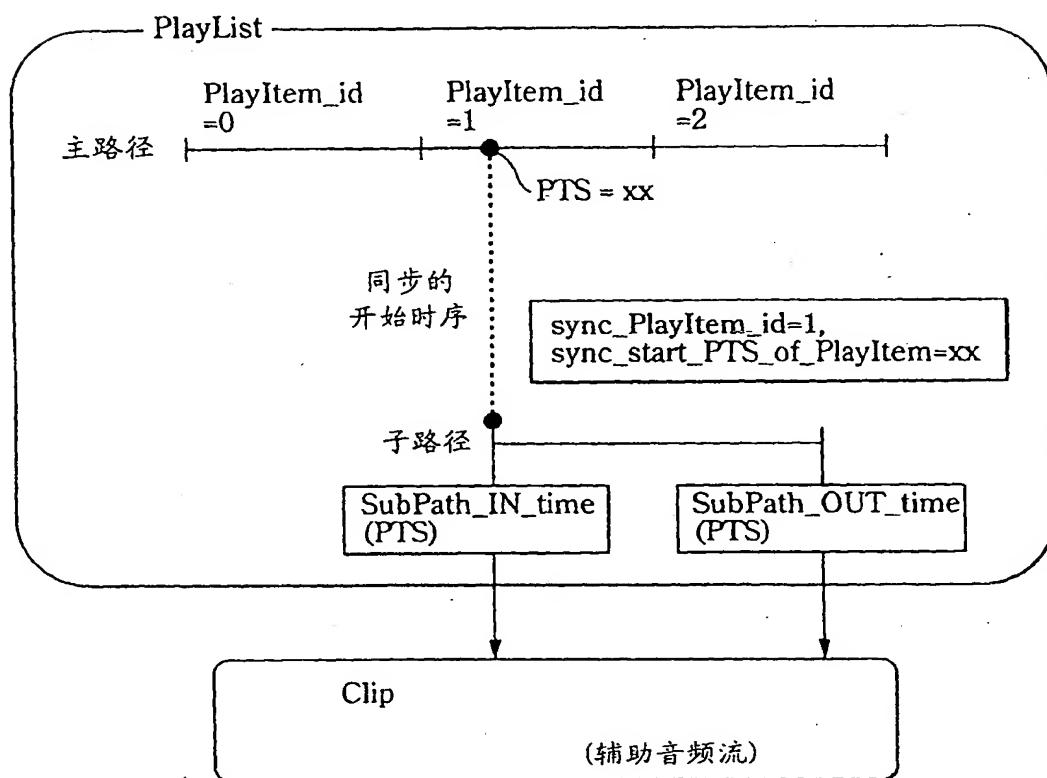 PlayList
PlayItem_id
=0
PlayItem_id
=1
PlayItem_id
=2
主路径
PTS = xx
同步的
开始时序
sync_PlayItem_id=1,
sync_start_PTS_of_PlayItem=xx
子路径
SubPath_IN_time
(PTS)
SubPath_OUT_time
(PTS)
Clip
(辅助音频流)